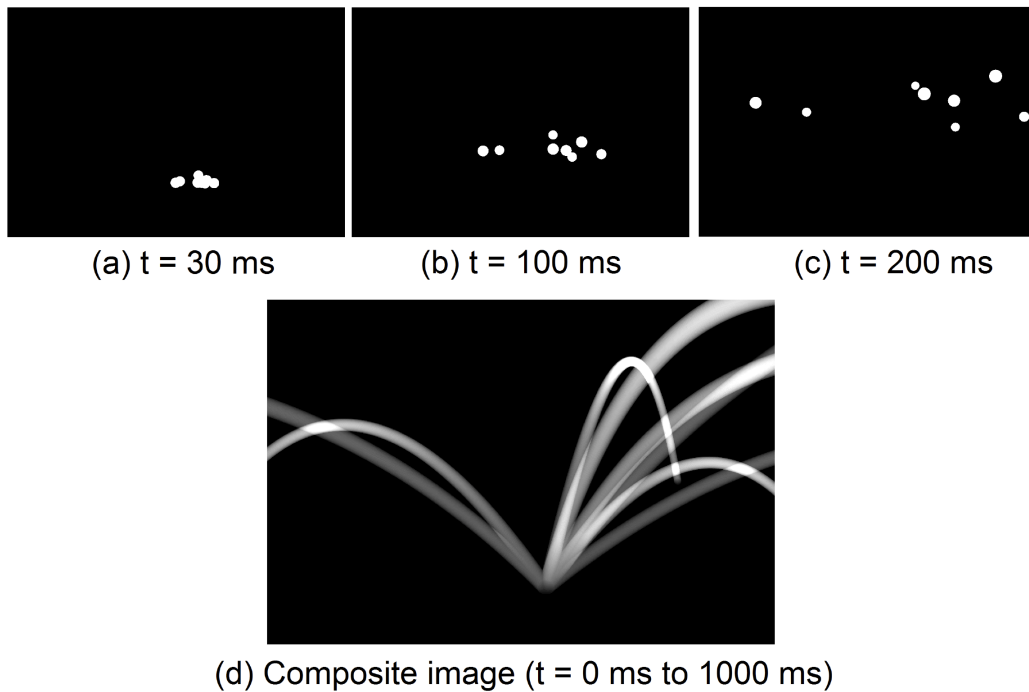 (a) t = 30 ms
(b) t = 100 ms
(c) t = 200 ms
(d) Composite image (t = 0 ms to 1000 ms)